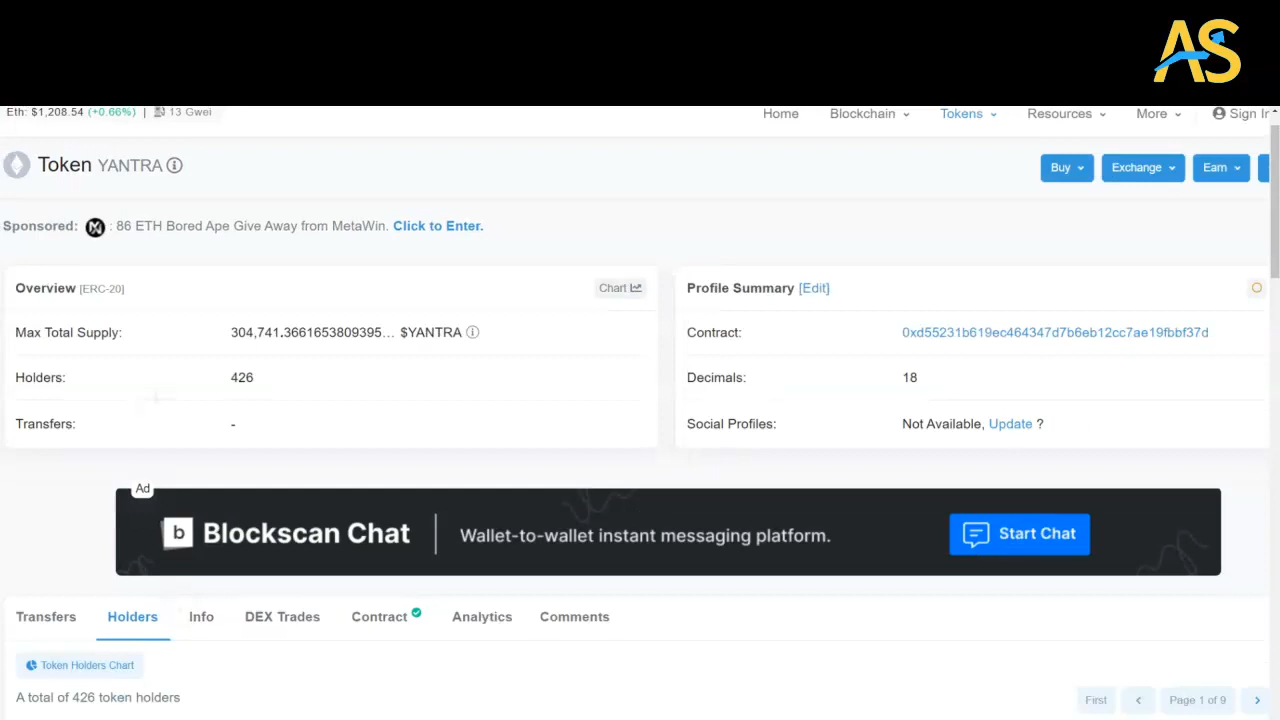 AS
Eth: $1,208.54 (+0.66%) | 13 Gwei
Home Blockchain Tokens Resources More Sign In
Token YANTRA
Buy Exchange Earn
Sponsored: : 86 ETH Bored Ape Give Away from MetaWin. Click to Enter.
Overview [ERC-20] Chart
Profile Summary [Edit]
Max Total Supply: 304,741.3661653809395... $YANTRA
Contract: 0xd55231b619ec464347d7b6eb12cc7ae19fbbf37d
Holders: 426
Decimals: 18
Transfers: -
Social Profiles: Not Available, Update ?
Ad
b Blockscan Chat Wallet-to-wallet instant messaging platform. Start Chat
Transfers Holders Info DEX Trades Contract Analytics Comments
Token Holders Chart
A total of 426 token holders
First Page 1 of 9